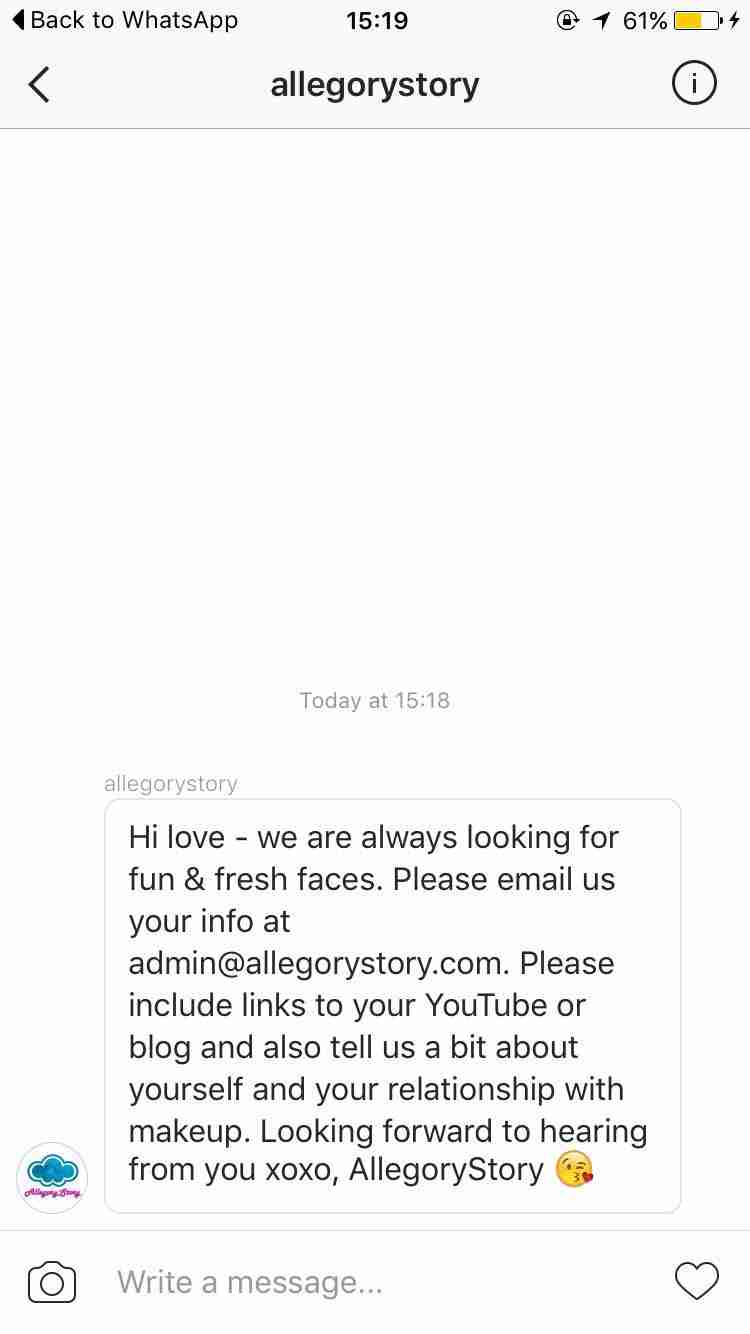 Back to WhatsApp 15:19 61%
allegorystory
Today at 15:18
allegorystory
Hi love - we are always looking for
fun & fresh faces. Please email us
your info at
admin@allegorystory.com. Please
include links to your YouTube or
blog and also tell us a bit about
yourself and your relationship with
makeup. Looking forward to hearing
from you xoxo, AllegoryStory 😘
Allegory Story
Write a message...